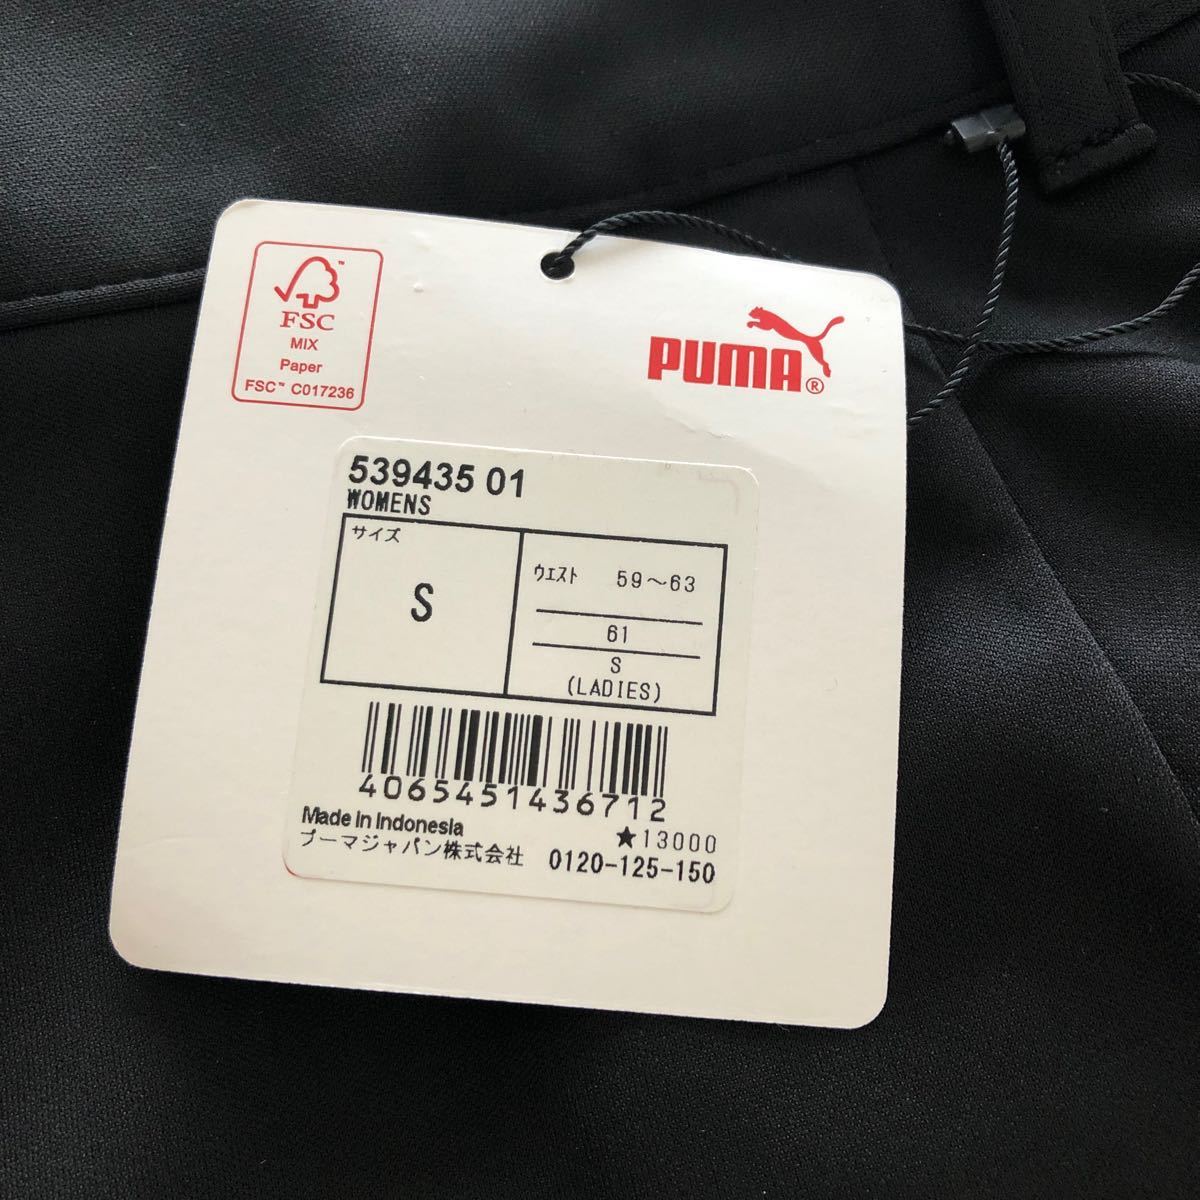 FSC™
MIX
Paper
FSC™ C017236
PUMA®
539435 01
WOMENS
サイズ
S
ウエスト 59〜63
61
S
(LADIES)
4065451436712
Made in Indonesia
★13000
プーマジャパン株式会社 0120-125-150